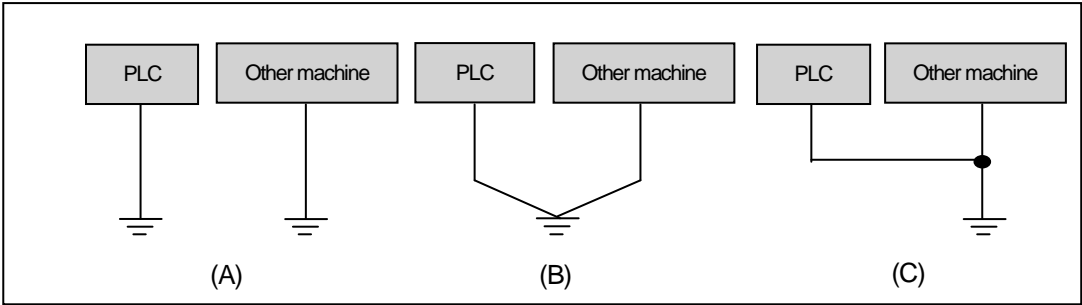 PLC Other machine PLC Other machine PLC Other machine
(A) (B) (C)